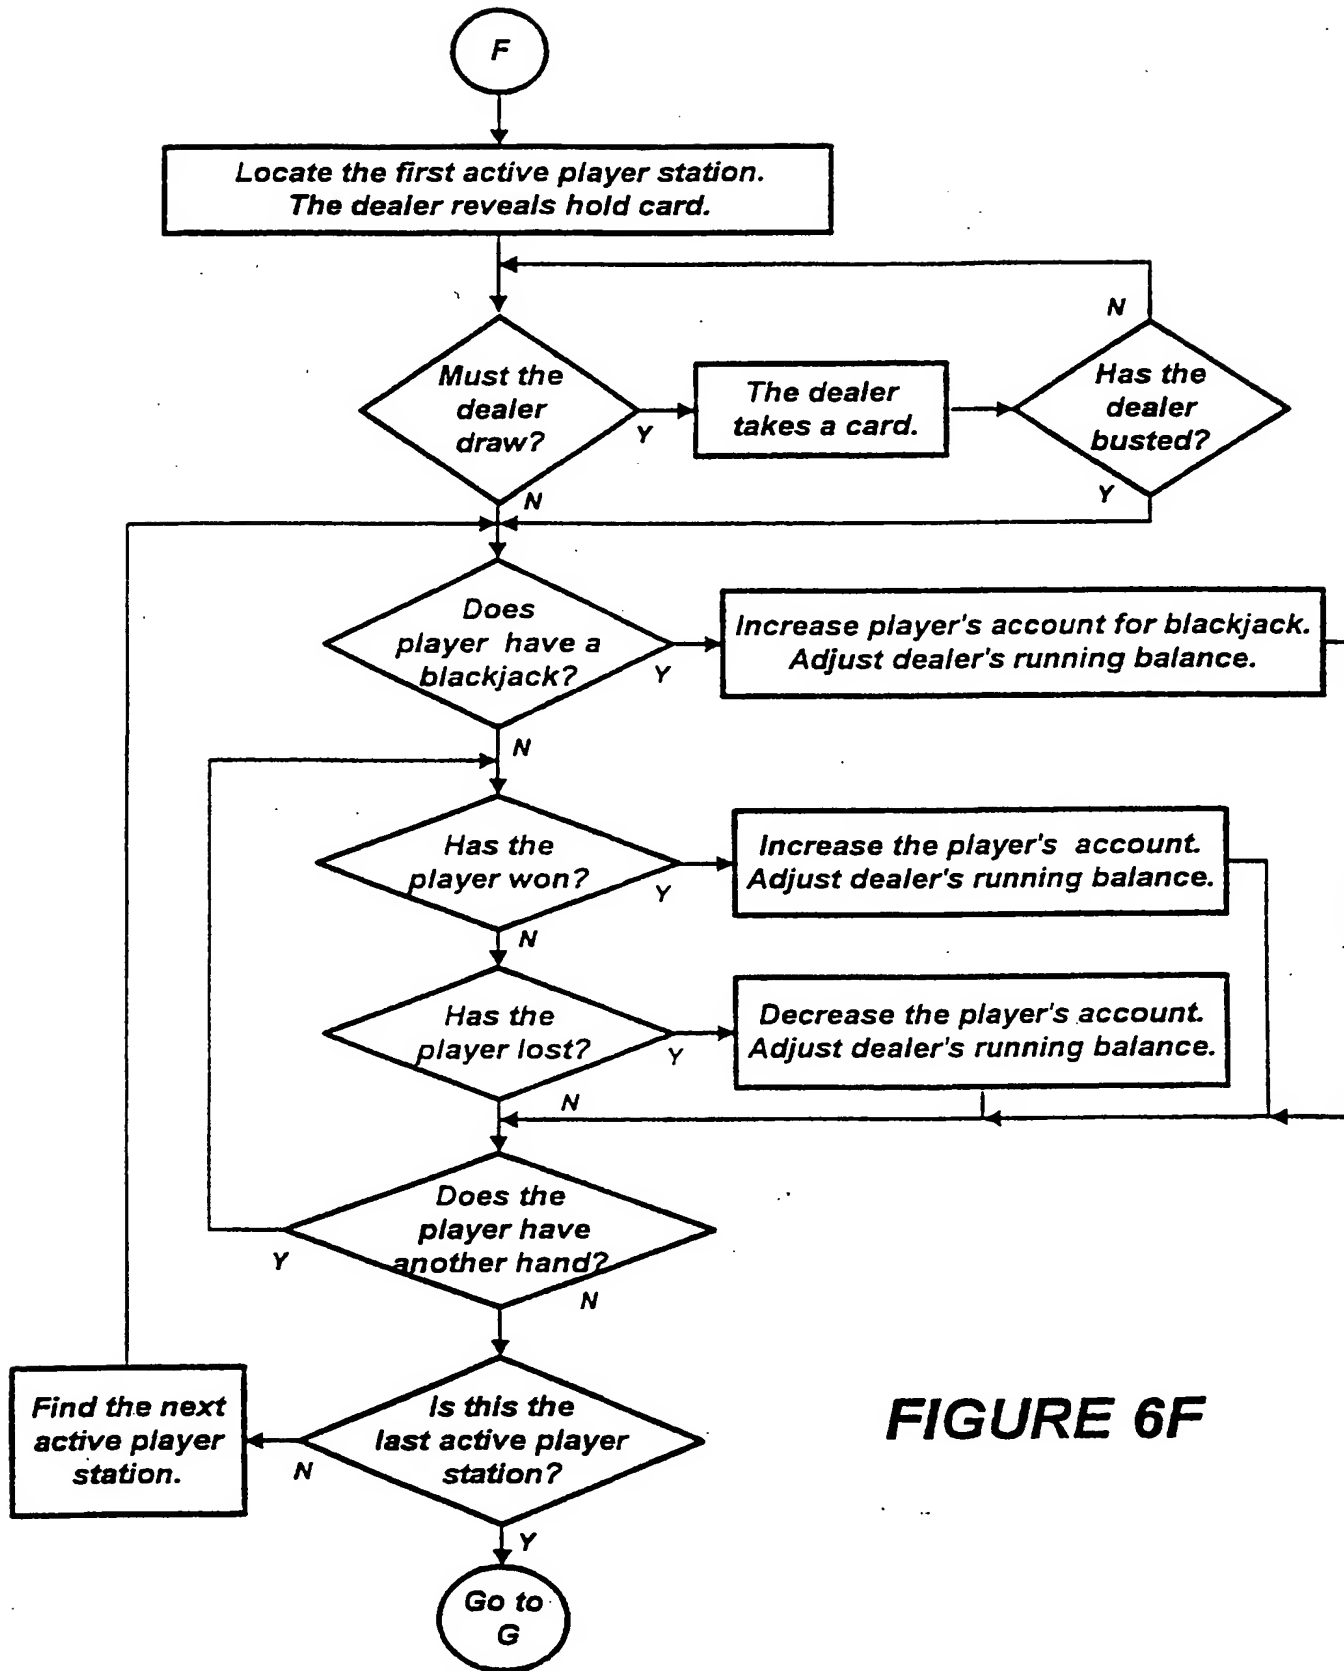 F
Locate the first active player station.
The dealer reveals hold card.
N
Must the
dealer
draw?
Y
The dealer
takes a card.
Has the
dealer
busted?
Y
N
Does
player have a
blackjack?
Y
Increase player's account for blackjack.
Adjust dealer's running balance.
N
Has the
player won?
Y
Increase the player's account.
Adjust dealer's running balance.
N
Has the
player lost?
Y
Decrease the player's account.
Adjust dealer's running balance.
N
Does the
player have
another hand?
Y
N
Find the next
active player
station.
N
Is this the
last active player
station?
FIGURE 6F
Y
Go to
G